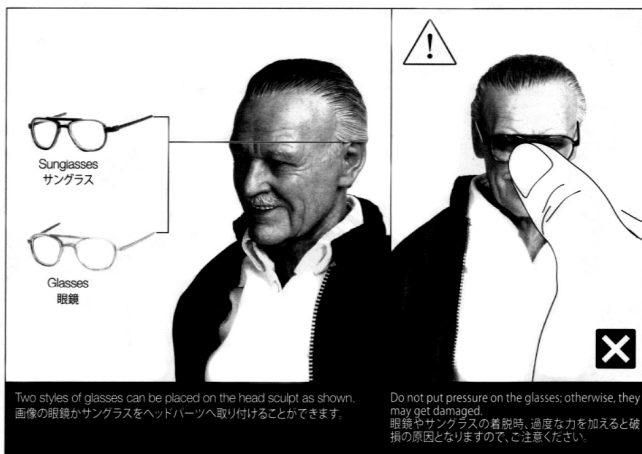 Sunglasses
サングラス
Glasses
眼鏡
Two styles of glasses can be placed on the head sculpt as shown.
画像の眼鏡かサングラスをヘッドパーツへ取り付けることができます。
Do not put pressure on the glasses; otherwise, they
may get damaged.
眼鏡やサングラスの着脱時、過度な力を加えると破
損の原因となりますので、ご注意ください。